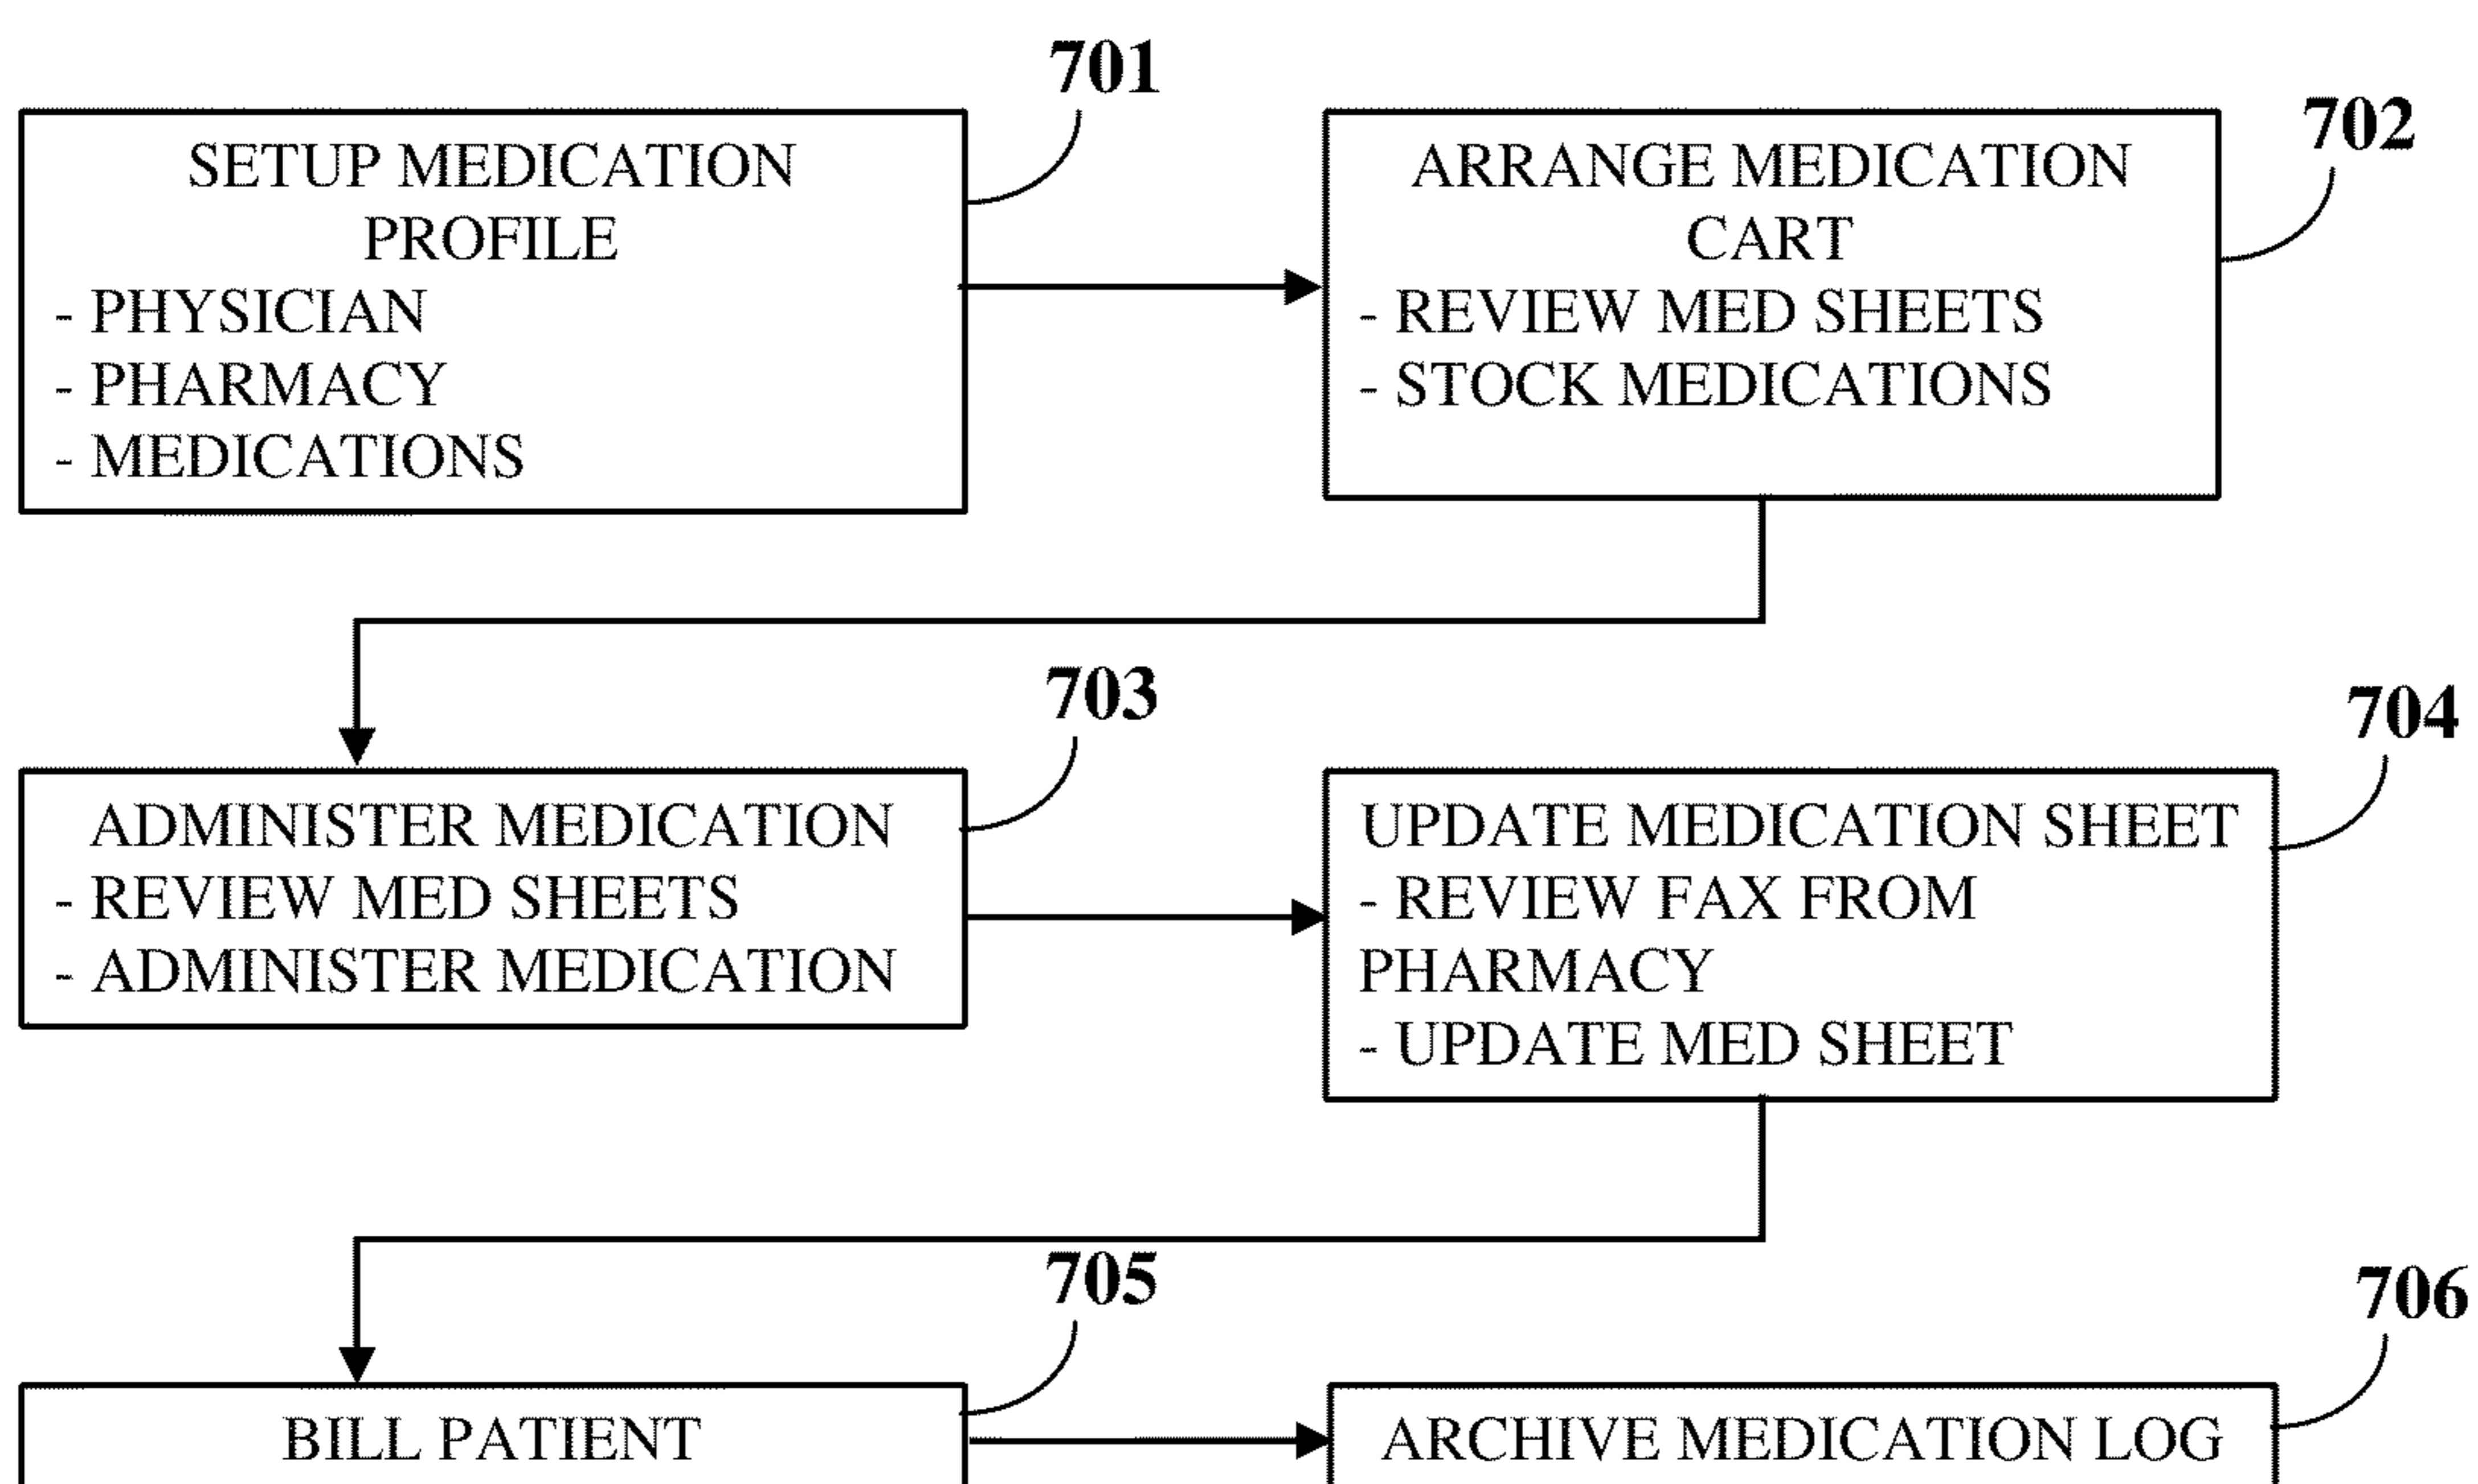 701
SETUP MEDICATION
PROFILE
- PHYSICIAN
- PHARMACY
- MEDICATIONS
702
ARRANGE MEDICATION
CART
- REVIEW MED SHEETS
- STOCK MEDICATIONS
703
ADMINISTER MEDICATION
- REVIEW MED SHEETS
- ADMINISTER MEDICATION
704
UPDATE MEDICATION SHEET
- REVIEW FAX FROM
PHARMACY
- UPDATE MED SHEET
705
BILL PATIENT
706
ARCHIVE MEDICATION LOG